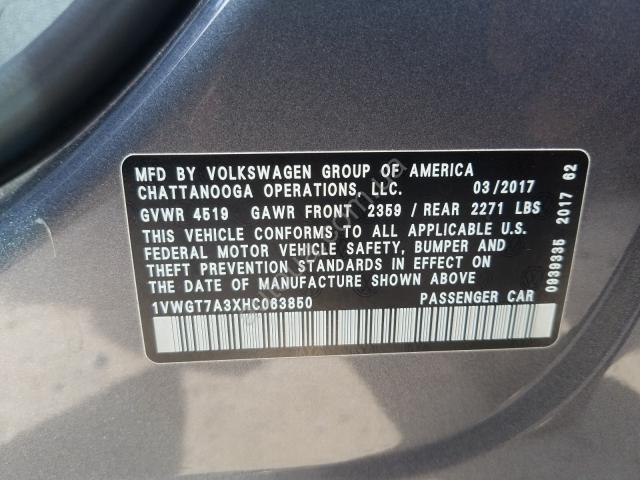 MFD BY VOLKSWAGEN GROUP OF AMERICA
CHATTANOOGA OPERATIONS, LLC. 03/2017
GVWR 4519 GAWR FRONT 2359 / REAR 2271 LBS
THIS VEHICLE CONFORMS TO ALL APPLICABLE U.S.
FEDERAL MOTOR VEHICLE SAFETY, BUMPER AND
THEFT PREVENTION STANDARDS IN EFFECT ON
THE DATE OF MANUFACTURE SHOWN ABOVE
1VWGT7A3XHC063850 PASSENGER CAR
0939335 2017 62